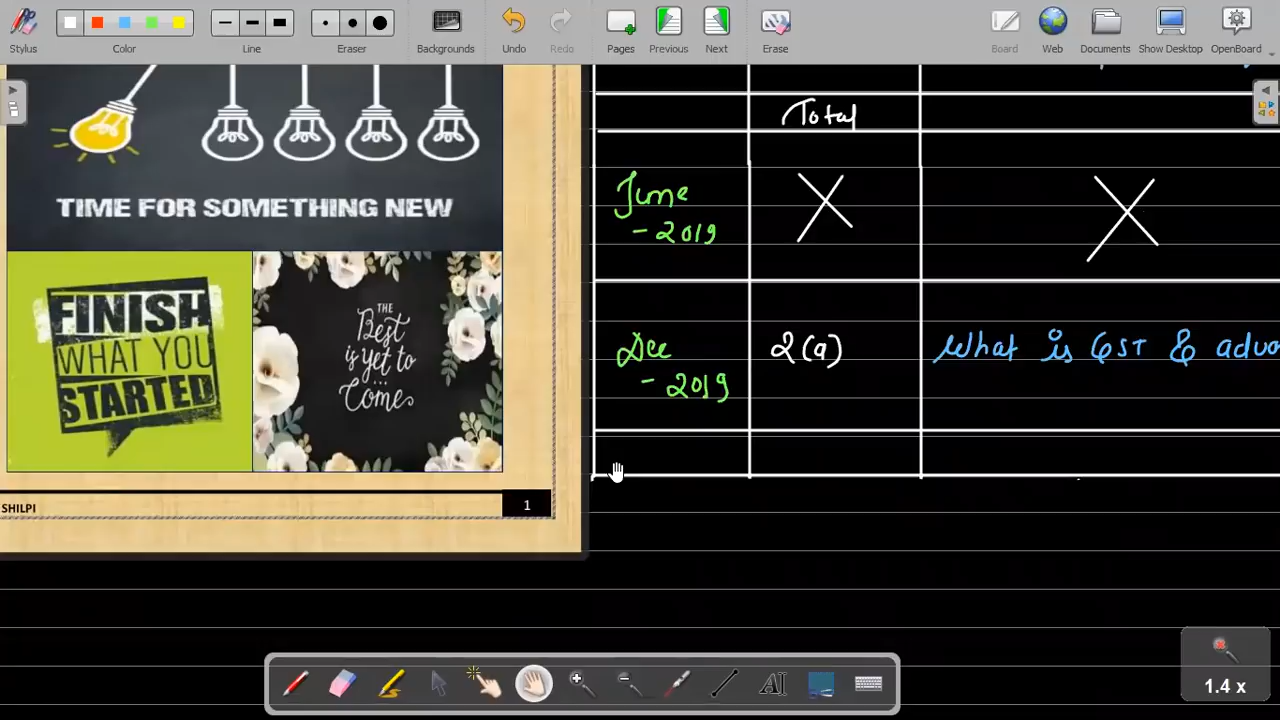 Stylus
Color
Line
Eraser
Backgrounds
Undo
Redo
Pages
Previous
Next
Erase
Board
Web
Documents
Show Desktop
OpenBoard
TIME FOR SOMETHING NEW
FINISH
WHAT YOU
STARTED
THE
Best
is yet to
...
Come
SHILPI
1
Total
June
- 2019
Dec
- 2019
2(a)
What is GST &
1.4 x